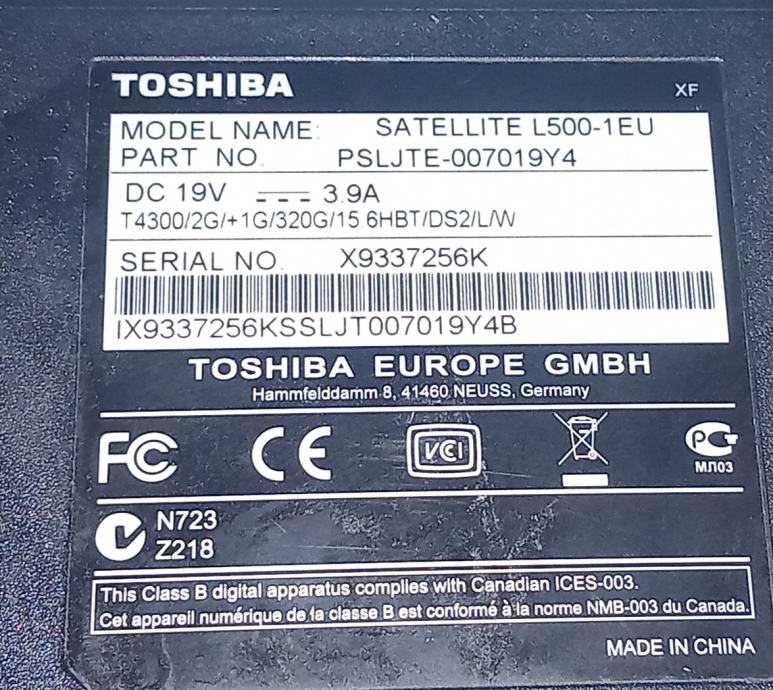 TOSHIBA
XF
MODEL NAME: SATELLITE L500-1EU
PART NO. PSLJTE-007019Y4
DC 19V 3.9A
T4300/2G/+1G/320G/15.6HBT/DS2/L/W
SERIAL NO. X9337256K
IX9337256KSSLJT007019Y4B
TOSHIBA EUROPE GMBH
Hammfelddamm 8, 41460 NEUSS, Germany
FC CE VCI PC
МЛ03
N723
Z218
This Class B digital apparatus complies with Canadian ICES-003.
Cet appareil numérique de la classe B est conformé à la norme NMB-003 du Canada.
MADE IN CHINA